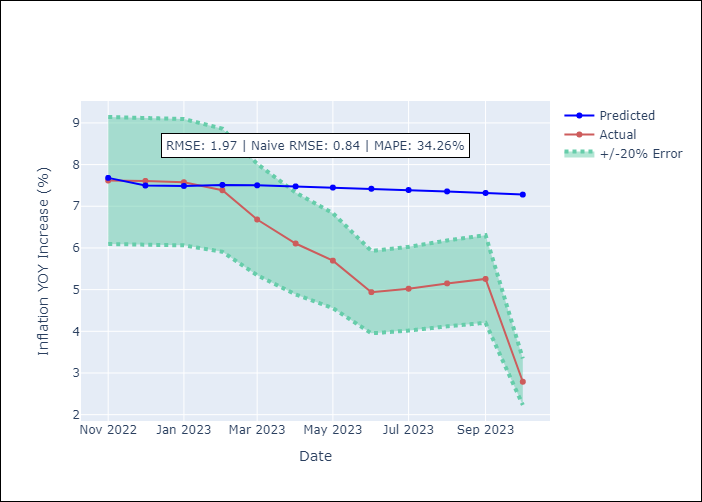 RMSE: 1.97 | Naive RMSE: 0.84 | MAPE: 34.26%
Predicted
Actual
+/-20% Error
Inflation YOY Increase (%)
9
8
7
6
5
4
3
2
Nov 2022
Jan 2023
Mar 2023
May 2023
Jul 2023
Sep 2023
Date